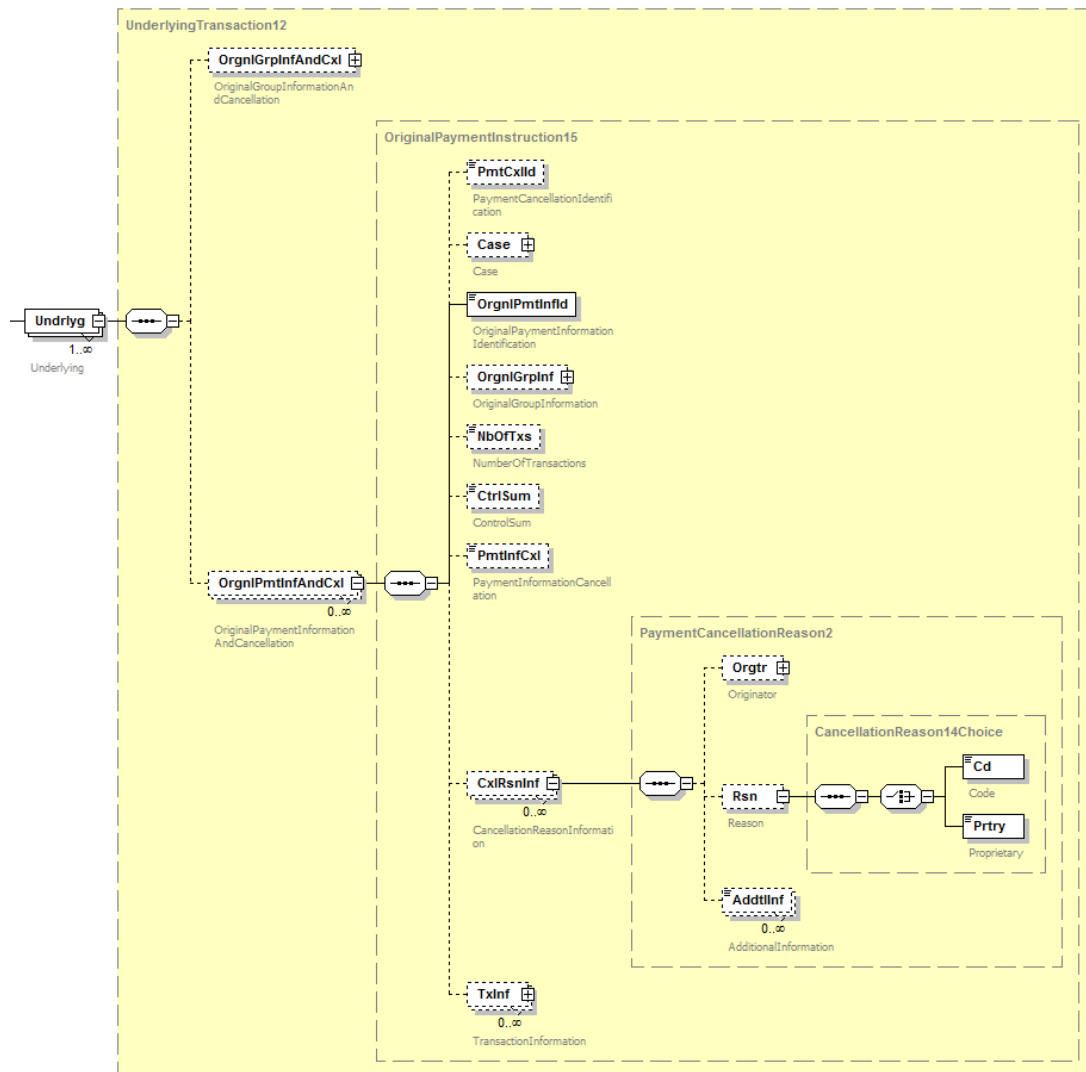 UnderlyingTransaction12
OrgnlGrpInfAndCxl
OriginalGroupInformationAn
dCancellation
OriginalPaymentInstruction15
PmtCxlId
PaymentCancellationIdentifi
cation
Case
Case
OrgnlPmtInfId
OriginalPaymentInformation
Identification
Undrlyg
1..∞
Underlying
OrgnlGrpInf
OriginalGroupInformation
NbOfTxs
NumberOfTransactions
CtrlSum
ControlSum
PmtInfCxl
PaymentInformationCancell
ation
OrgnlPmtInfAndCxl
0..∞
OriginalPaymentInformation
AndCancellation
PaymentCancellationReason2
Orgtr
Originator
CancellationReason14Choice
Cd
Code
CxlRsnInf
0..∞
CancellationReasonInformati
on
Rsn
Reason
Prtry
Proprietary
AddtlInf
0..∞
AdditionalInformation
TxInf
0..∞
TransactionInformation